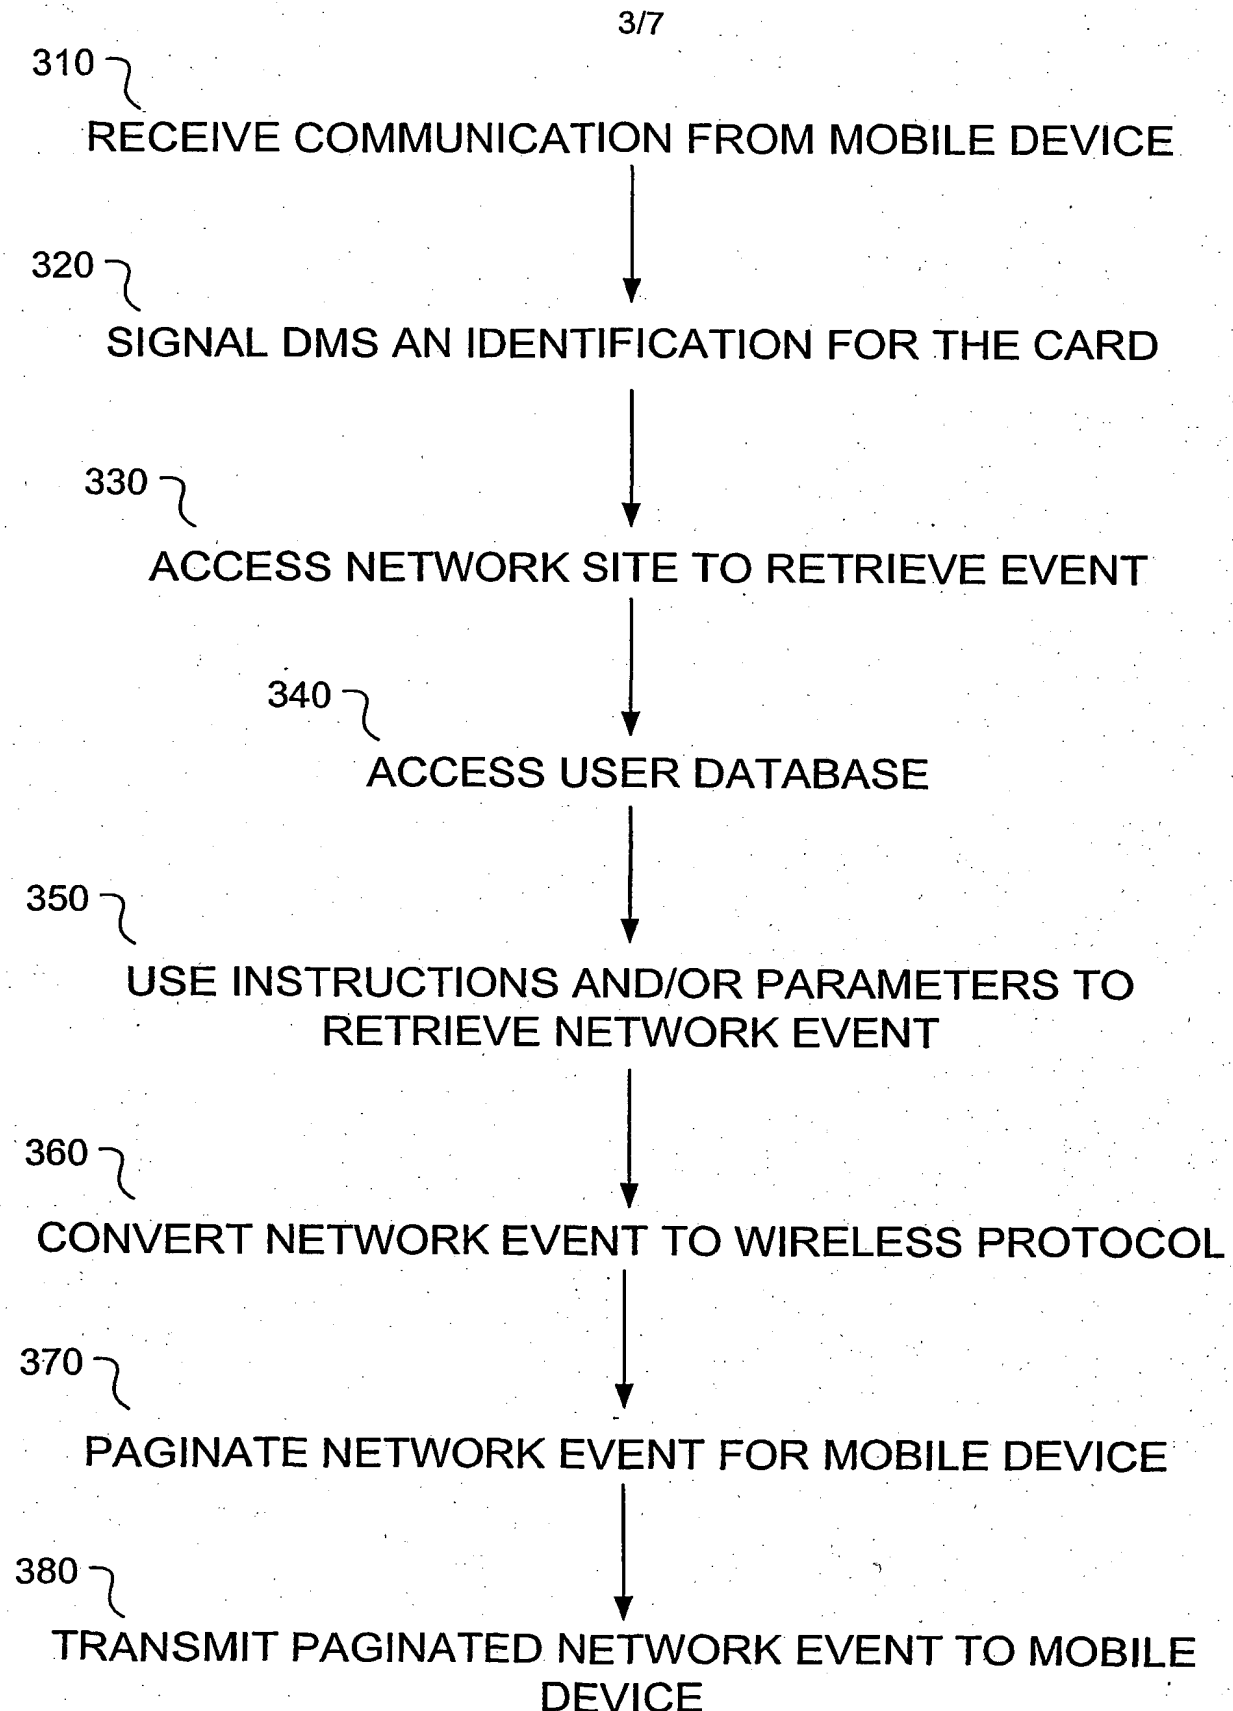 3/7
310
RECEIVE COMMUNICATION FROM MOBILE DEVICE
320
SIGNAL DMS AN IDENTIFICATION FOR THE CARD
330
ACCESS NETWORK SITE TO RETRIEVE EVENT
340
ACCESS USER DATABASE
350
USE INSTRUCTIONS AND/OR PARAMETERS TO
RETRIEVE NETWORK EVENT
360
CONVERT NETWORK EVENT TO WIRELESS PROTOCOL
370
PAGINATE NETWORK EVENT FOR MOBILE DEVICE
380
TRANSMIT PAGINATED NETWORK EVENT TO MOBILE
DEVICE